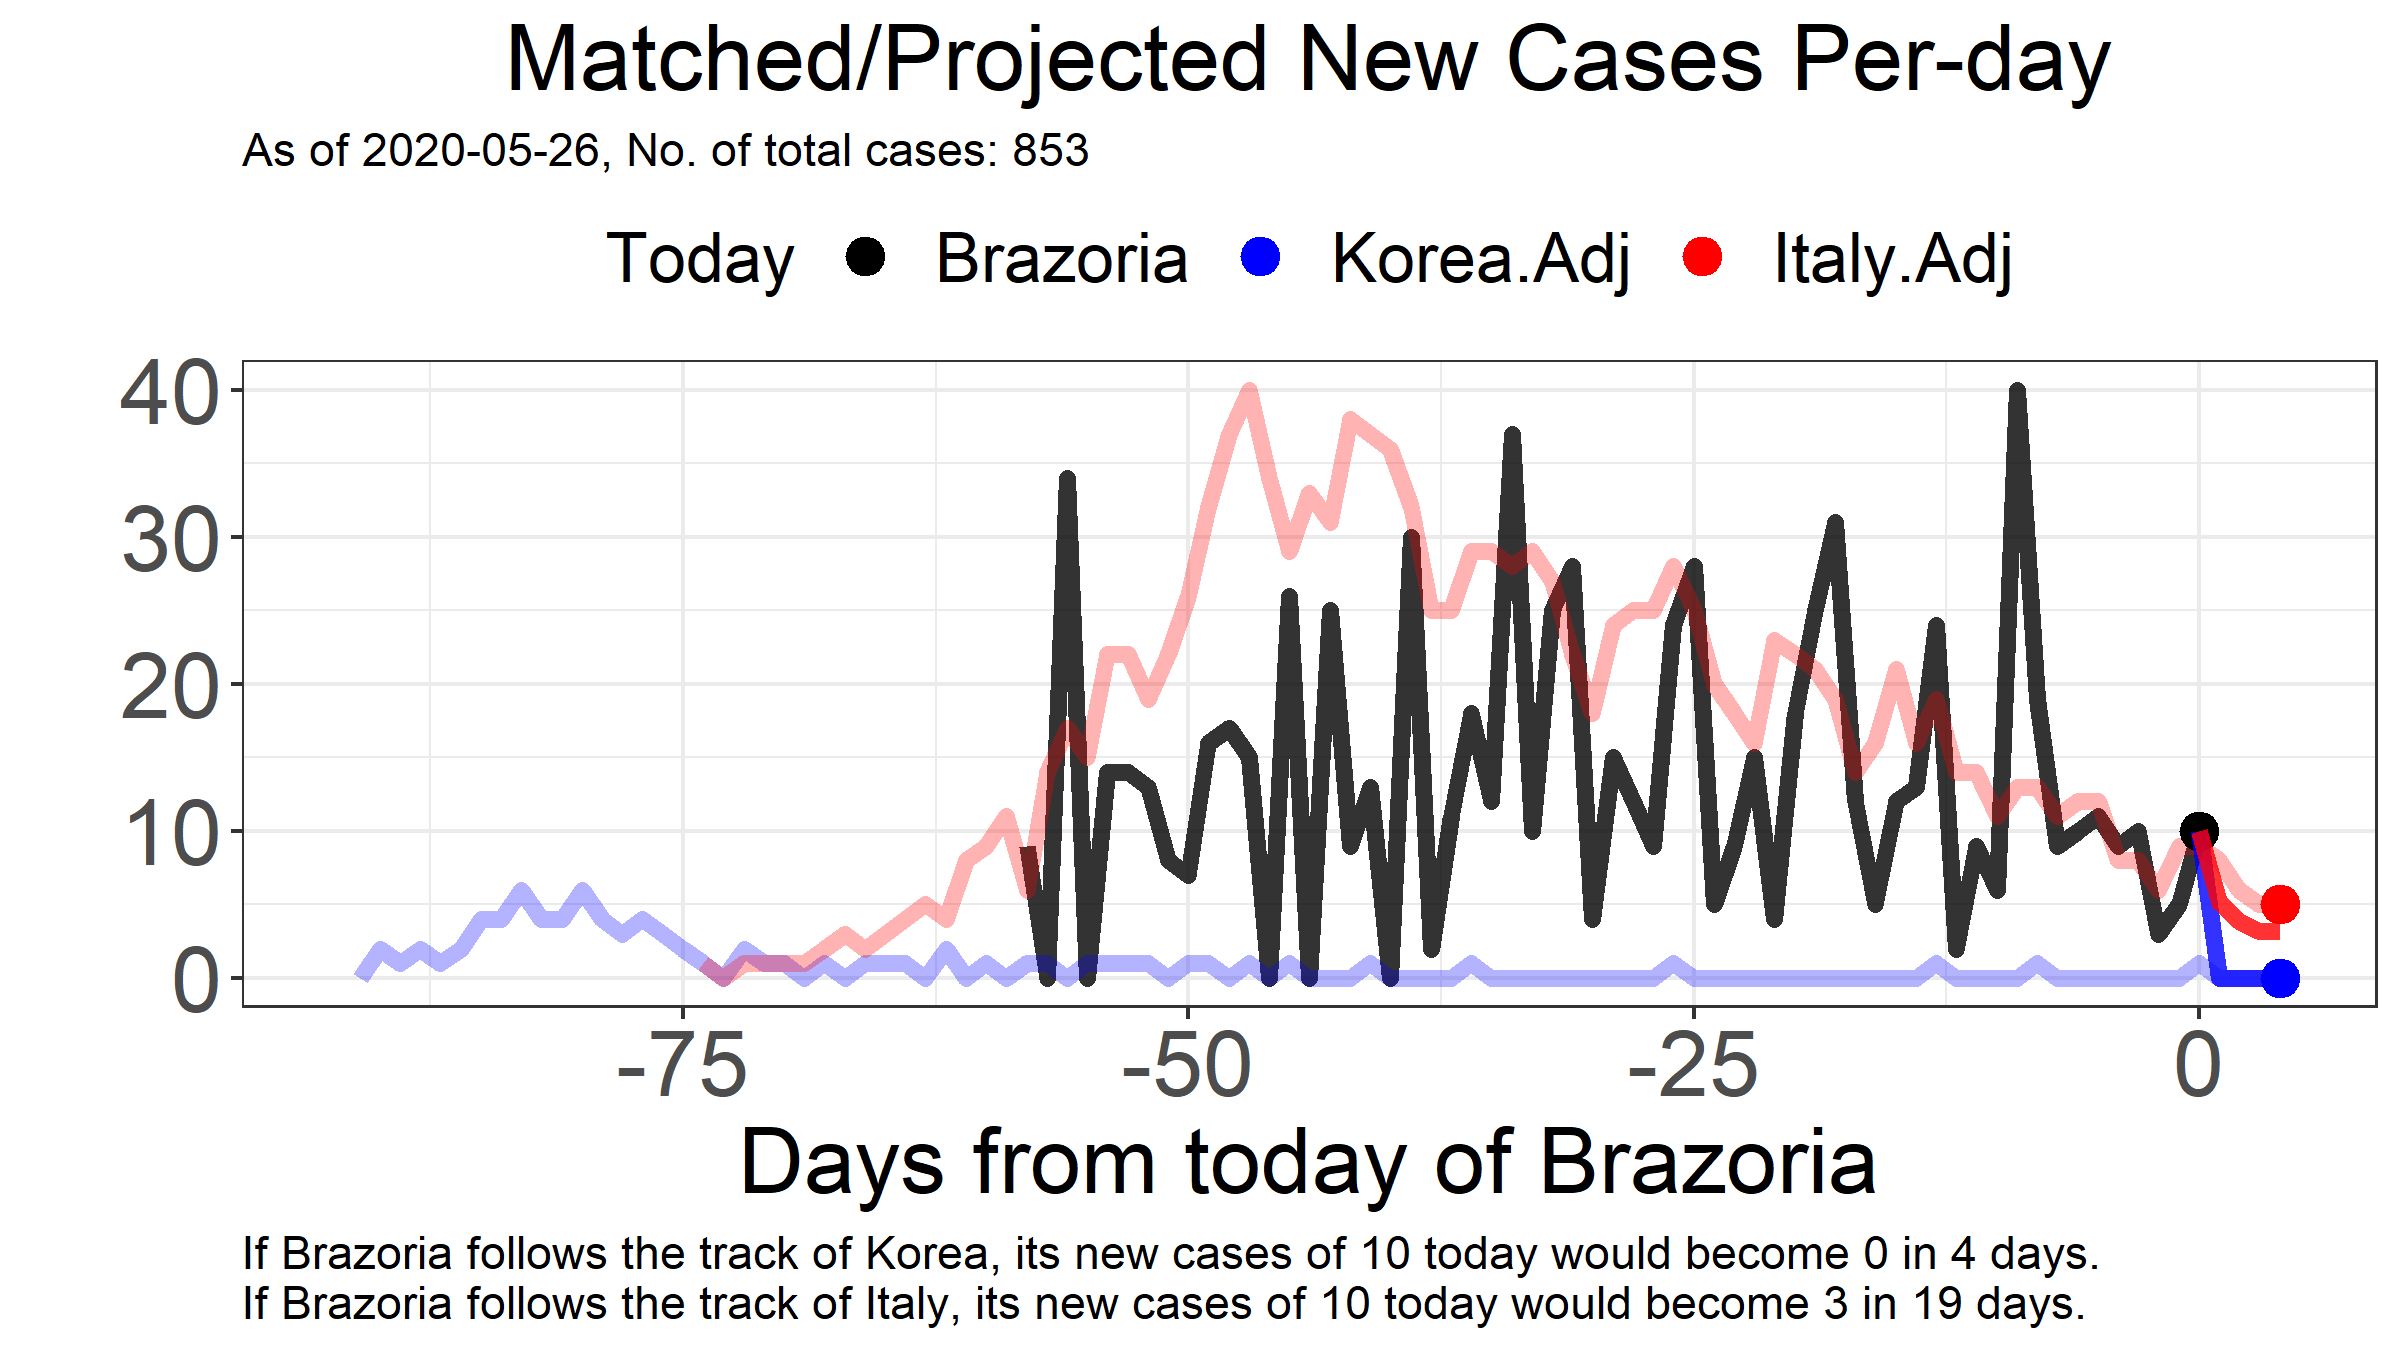 Matched/Projected New Cases Per-day
As of 2020-05-26, No. of total cases: 853
Today Brazoria Korea.Adj Italy.Adj
40
30
20
10
0
-75 -50 -25 0
Days from today of Brazoria
If Brazoria follows the track of Korea, its new cases of 10 today would become 0 in 4 days.
If Brazoria follows the track of Italy, its new cases of 10 today would become 3 in 19 days.